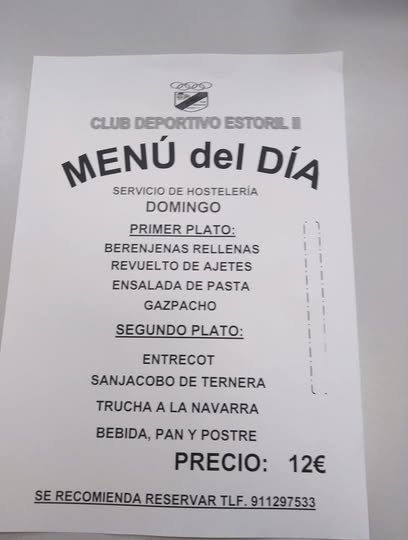 CLUB DEPORTIVO ESTORIL II
MENÚ del DÍA
SERVICIO DE HOSTELERÍA
DOMINGO
PRIMER PLATO:
BERENJENAS RELLENAS
REVUELTO DE AJETES
ENSALADA DE PASTA
GAZPACHO
SEGUNDO PLATO:
ENTRECOT
SANJACOBO DE TERNERA
TRUCHA A LA NAVARRA
BEBIDA, PAN Y POSTRE
PRECIO: 12€
SE RECOMIENDA RESERVAR TLF. 911297533